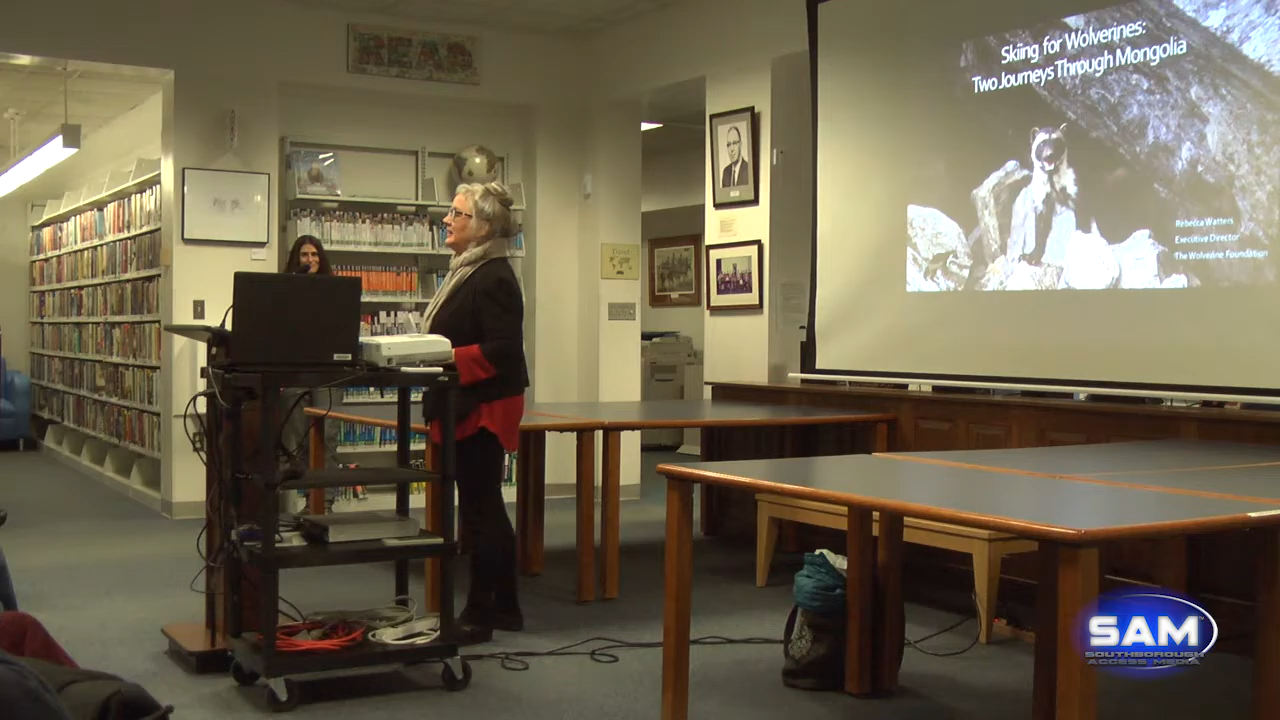 READ
Skiing for Wolverines:
Two Journeys Through Mongolia
Rebecca Watters
Executive Director
The Wolverine Foundation
Travel
SAM
SOUTHBOROUGH
ACCESS MEDIA